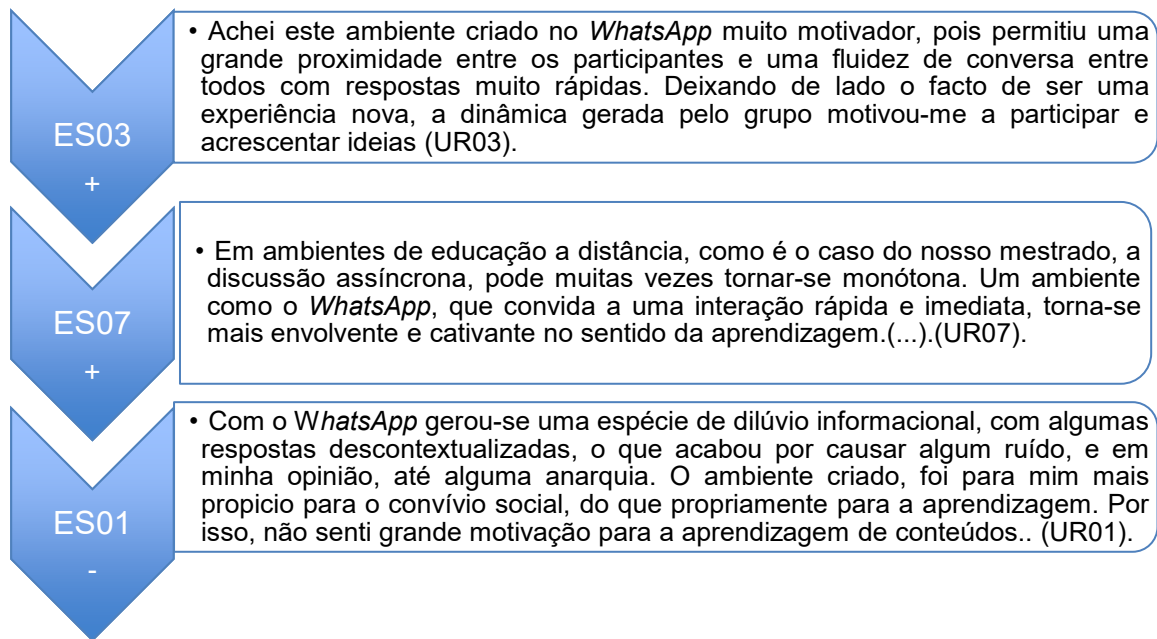 • Achei este ambiente criado no WhatsApp muito motivador, pois permitiu uma
grande proximidade entre os participantes e uma fluidez de conversa entre
todos com respostas muito rápidas. Deixando de lado o facto de ser uma
experiência nova, a dinâmica gerada pelo grupo motivou-me a participar e
acrescentar ideias (UR03).
ES03
+
• Em ambientes de educação a distância, como é o caso do nosso mestrado, a
discussão assíncrona, pode muitas vezes tornar-se monótona. Um ambiente
como o WhatsApp, que convida a uma interação rápida e imediata, torna-se
mais envolvente e cativante no sentido da aprendizagem.(...).(UR07).
ES07
+
• Com o WhatsApp gerou-se uma espécie de dilúvio informacional, com algumas
respostas descontextualizadas, o que acabou por causar algum ruído, e em
minha opinião, até alguma anarquia. O ambiente criado, foi para mim mais
propicio para o convívio social, do que propriamente para a aprendizagem. Por
isso, não senti grande motivação para a aprendizagem de conteúdos.. (UR01).
ES01
-